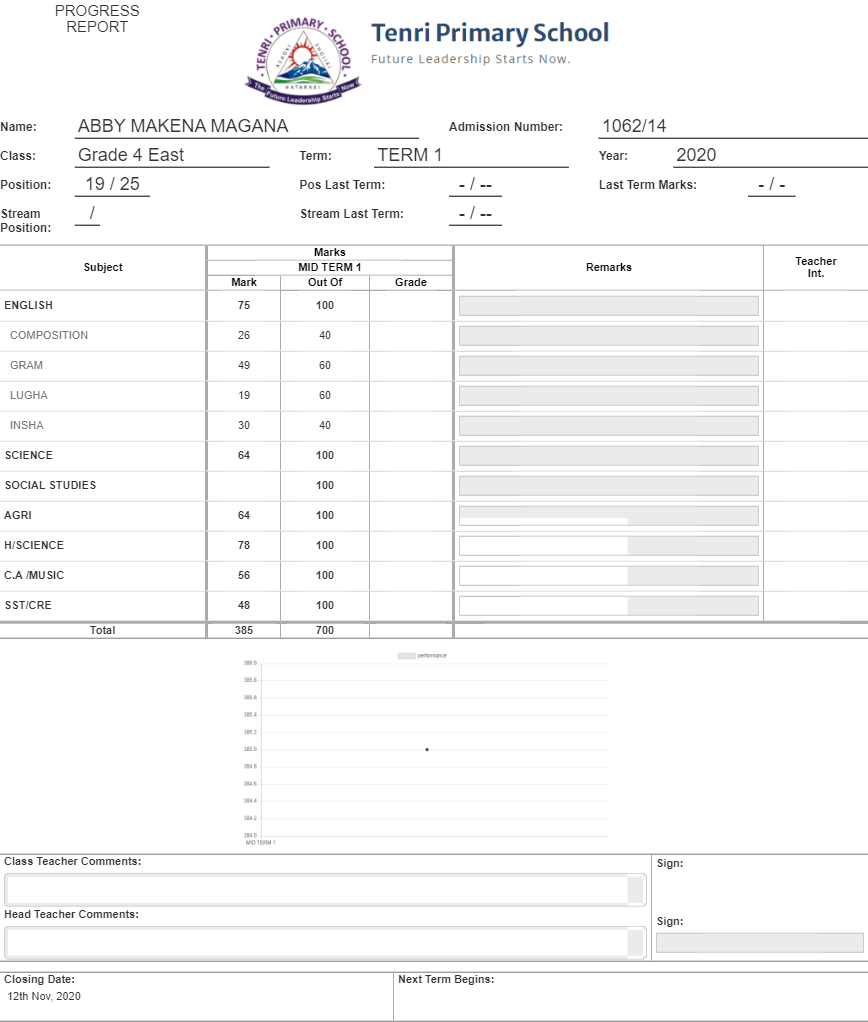 PROGRESS
REPORT
TENRI · PRIMARY · SCHOOL
The Future Leadership Starts Now
Tenri Primary School
Future Leadership Starts Now.
Name: ABBY MAKENA MAGANA Admission Number: 1062/14
Class: Grade 4 East Term: TERM 1 Year: 2020
Position: 19 / 25 Pos Last Term: - / -- Last Term Marks: - / -
Stream Position: / Stream Last Term: - / --
Subject Marks Remarks Teacher Int.
MID TERM 1
Mark Out Of Grade
ENGLISH 75 100
COMPOSITION 26 40
GRAM 49 60
LUGHA 19 60
INSHA 30 40
SCIENCE 64 100
SOCIAL STUDIES 100
AGRI 64 100
H/SCIENCE 78 100
C.A /MUSIC 56 100
SST/CRE 48 100
Total 385 700
performance
386.0
385.8
385.6
385.4
385.2
385.0
384.8
384.6
384.4
384.2
384.0
MID TERM 1
Class Teacher Comments: Sign:
Head Teacher Comments: Sign:
Closing Date: Next Term Begins:
12th Nov, 2020